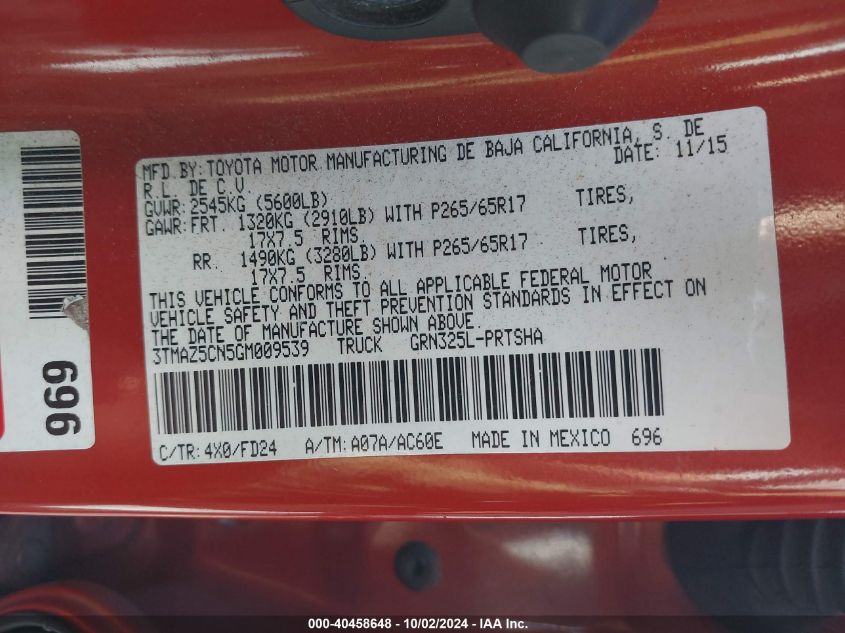 MFD BY:TOYOTA MOTOR MANUFACTURING DE BAJA CALIFORNIA, S. DE
R.L. DE C.V. DATE: 11/15
GVWR:2545KG (5600LB)
GAWR:FRT. 1320KG (2910LB) WITH P265/65R17 TIRES,
17X7.5 RIMS.
RR. 1490KG (3280LB) WITH P265/65R17 TIRES,
17X7.5 RIMS.
THIS VEHICLE CONFORMS TO ALL APPLICABLE FEDERAL MOTOR
VEHICLE SAFETY AND THEFT PREVENTION STANDARDS IN EFFECT ON
THE DATE OF MANUFACTURE SHOWN ABOVE.
3TMAZ5CN5GM009539 TRUCK GRN325L-PRTSHA
C/TR:4X0/FD24 A/TM:A07A/AC60E MADE IN MEXICO 696
696
000-40458648 - 10/02/2024 - IAA, Inc.